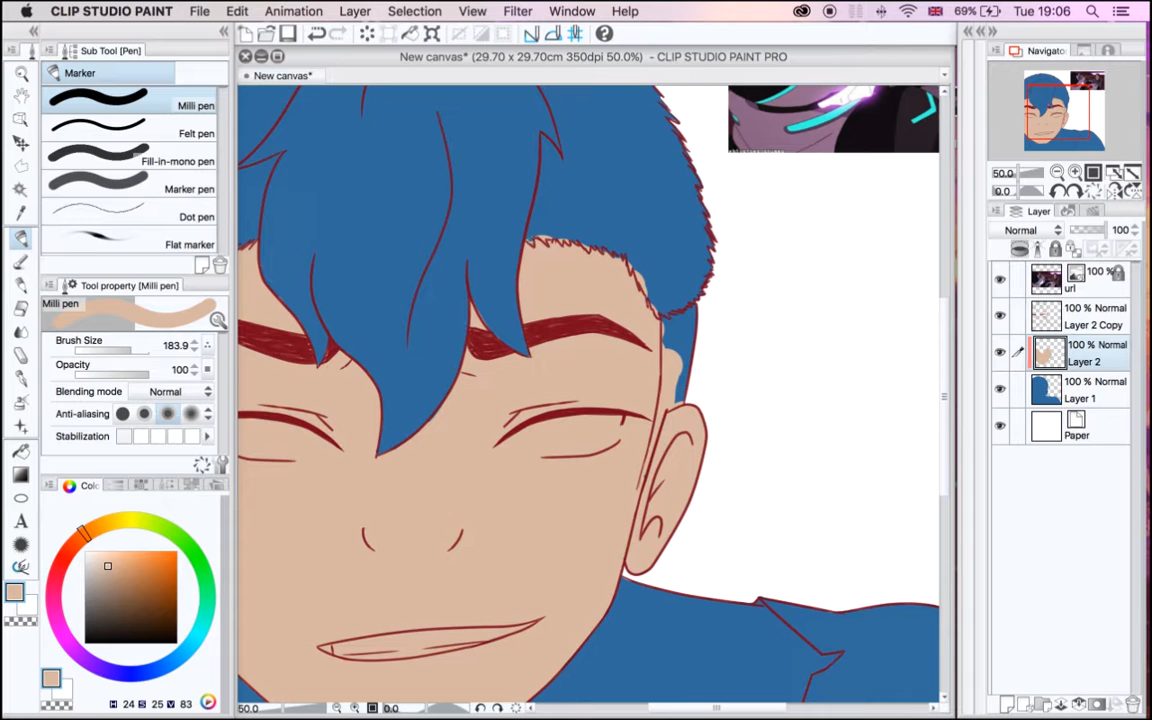 CLIP STUDIO PAINT File Edit Animation Layer Selection View Filter Window Help 69% Tue 19:06
Sub Tool [Pen]
New canvas* (29.70 x 29.70cm 350dpi 50.0%) - CLIP STUDIO PAINT PRO
Navigato
Marker
New canvas*
Milli pen
Felt pen
Fill-in-mono pen
Marker pen
Dot pen
Flat marker
50.0
0.0
Layer
Normal 100
100 %
url
100 % Normal
Layer 2 Copy
100 % Normal
Layer 2
100 % Normal
Layer 1
Paper
Tool property [Milli pen]
Milli pen
Brush Size 183.9
Opacity 100
Blending mode Normal
Anti-aliasing
Stabilization
Colo
A
H 24 S 25 V 83
50.0 0.0